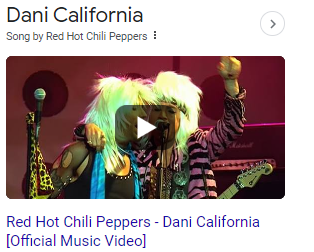 Dani California
Song by Red Hot Chili Peppers
Red Hot Chili Peppers - Dani California
[Official Music Video]